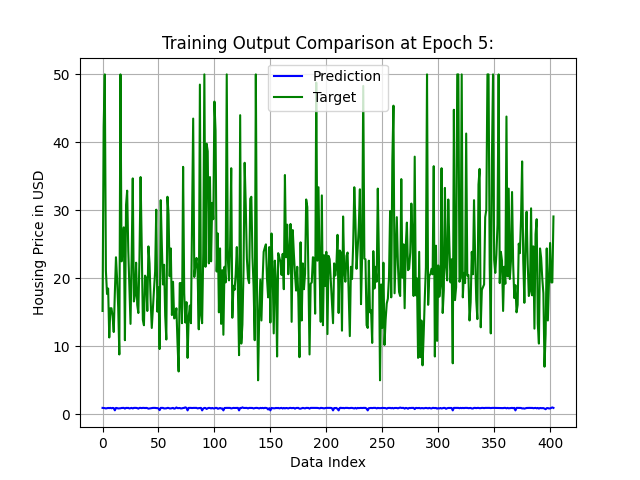 Training Output Comparison at Epoch 5:
Prediction
Target
Housing Price in USD
50
40
30
20
10
0
0 50 100 150 200 250 300 350 400
Data Index